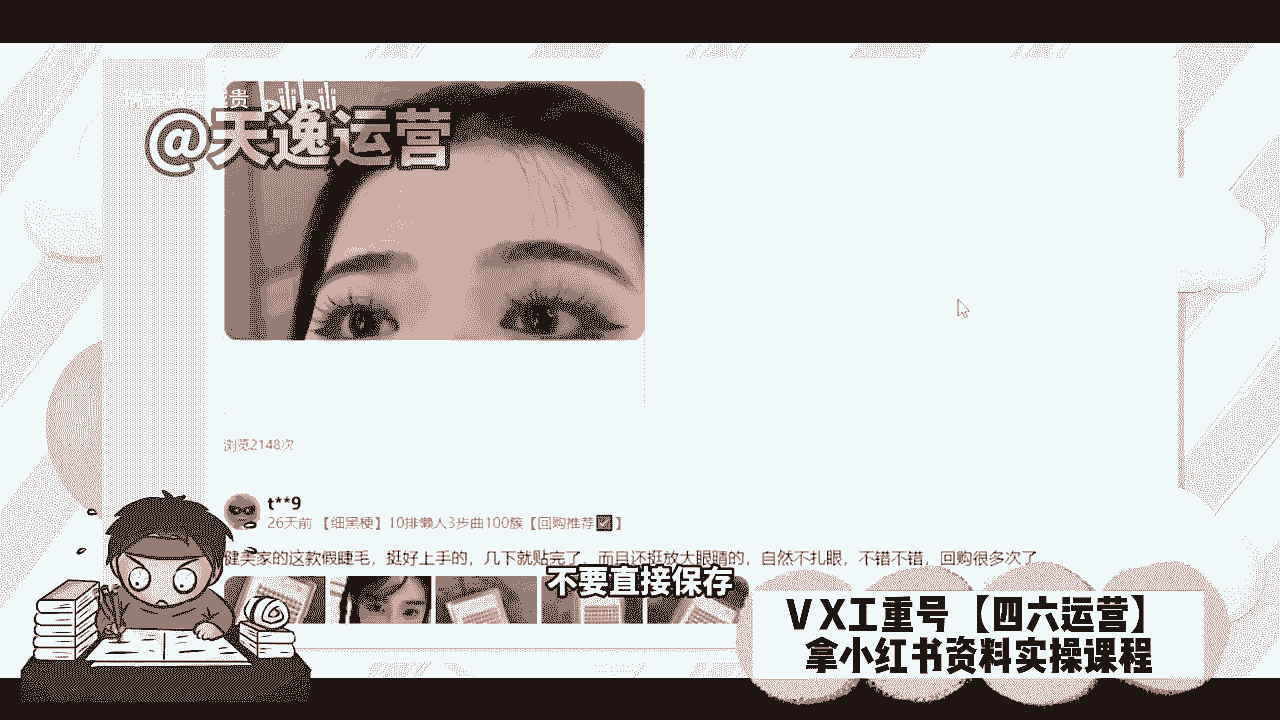 贵 bilibili
@天逸运营
浏览2148次
t**9
26天前 【细黑梗】10排懒人3步曲100簇【回购推荐】
健美家的这款假睫毛，挺好上手的，几下就贴完了，而且还挺放大眼睛的，自然不扎眼，不错不错，回购很多次了
不要直接保存
VX工重号【四六运营】
拿小红书资料实操课程